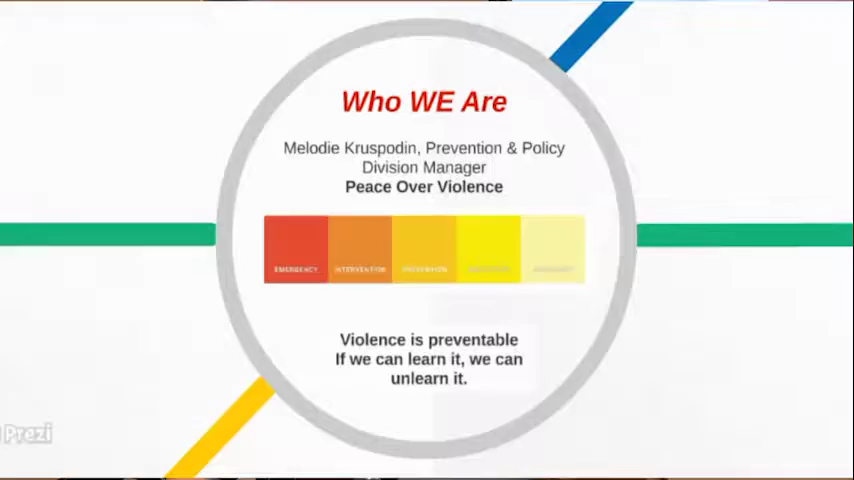 Who WE Are
Melodie Kruspodin, Prevention & Policy
Division Manager
Peace Over Violence
EMERGENCY INTERVENTION PREVENTION
Violence is preventable
If we can learn it, we can
unlearn it.
Prezi